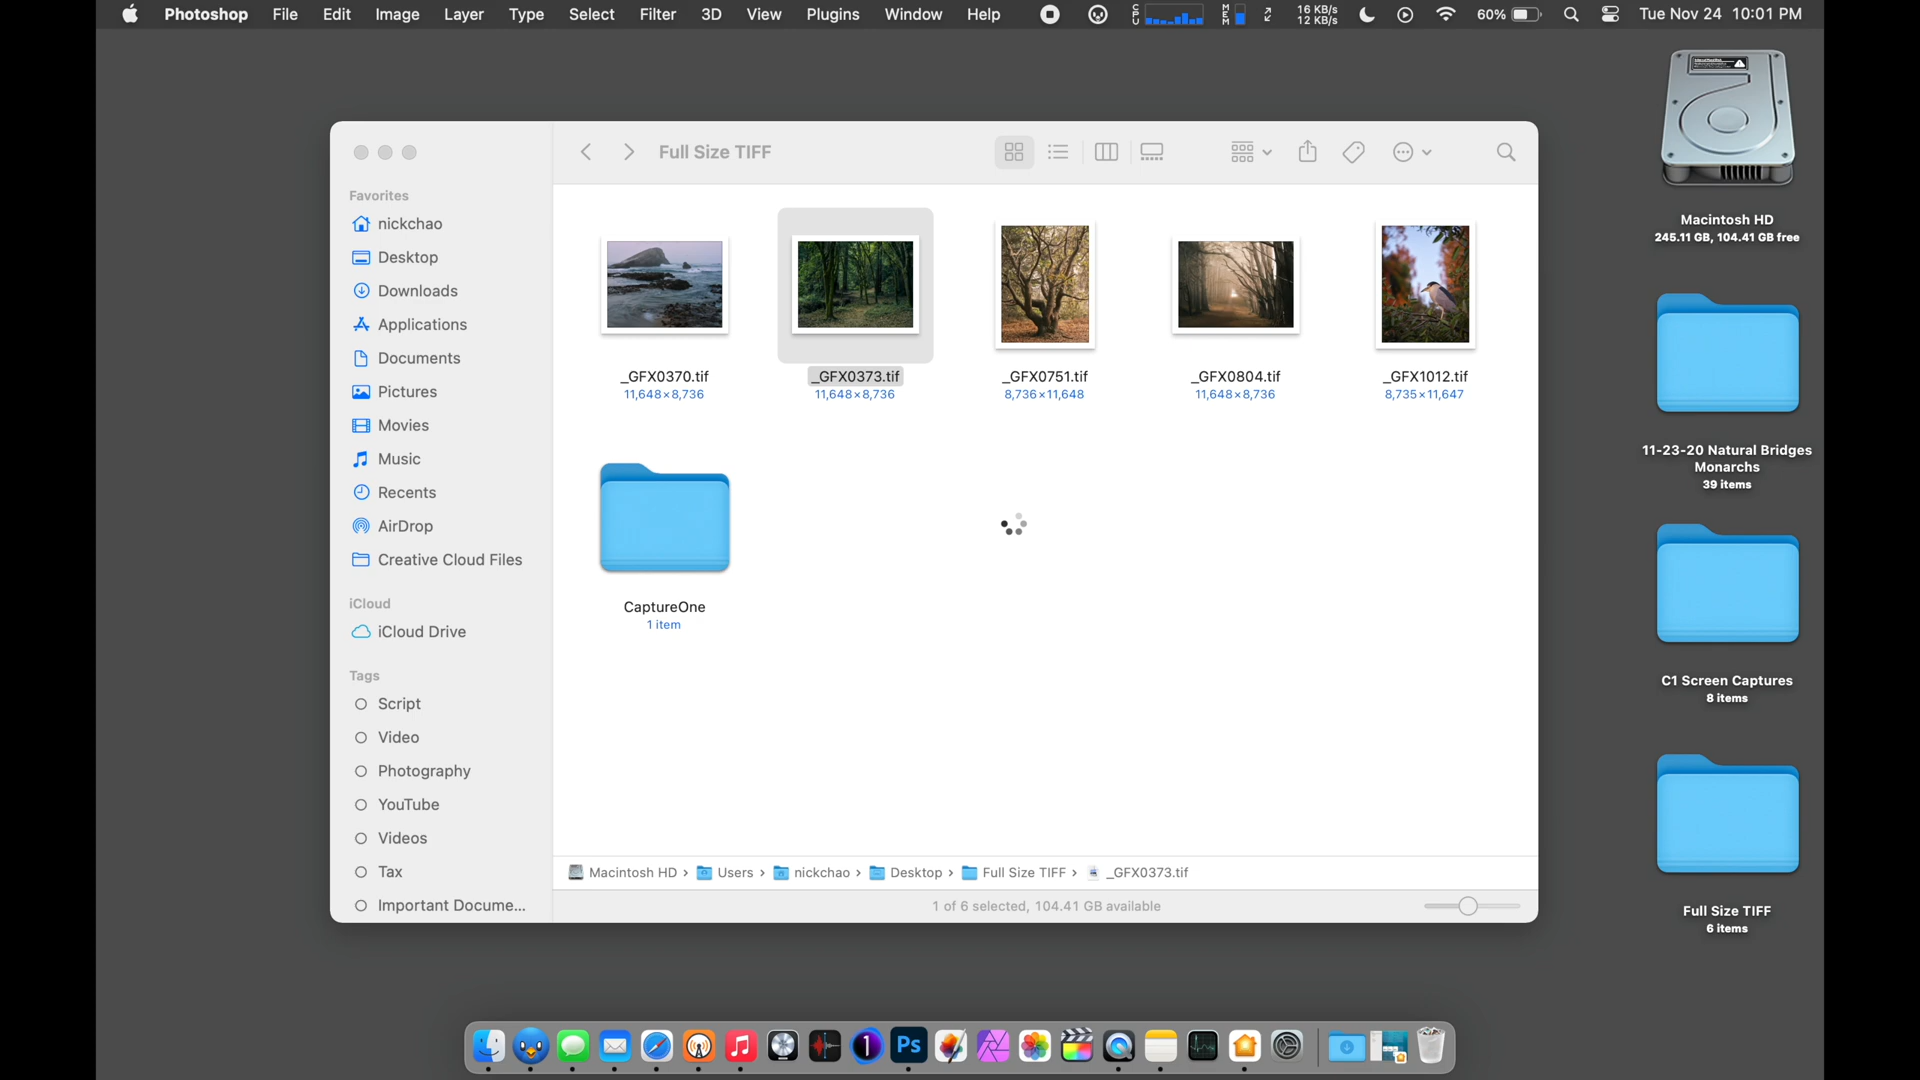 Photoshop File Edit Image Layer Type Select Filter 3D View Plugins Window Help CPU MEM 16 KB/s 12 KB/s 60% Tue Nov 24 10:01 PM
Full Size TIFF
Favorites
nickchao
Desktop
Downloads
Applications
Documents
Pictures
Movies
Music
Recents
AirDrop
Creative Cloud Files
iCloud
iCloud Drive
Tags
Script
Video
Photography
YouTube
Videos
Tax
Important Docume...
_GFX0370.tif
11,648×8,736
_GFX0373.tif
11,648×8,736
_GFX0751.tif
8,736×11,648
_GFX0804.tif
11,648×8,736
_GFX1012.tif
8,735×11,647
CaptureOne
1 item
Macintosh HD › Users › nickchao › Desktop › Full Size TIFF › _GFX0373.tif
1 of 6 selected, 104.41 GB available
Macintosh HD
245.11 GB, 104.41 GB free
11-23-20 Natural Bridges
Monarchs
39 items
C1 Screen Captures
8 items
Full Size TIFF
6 items
1
Ps